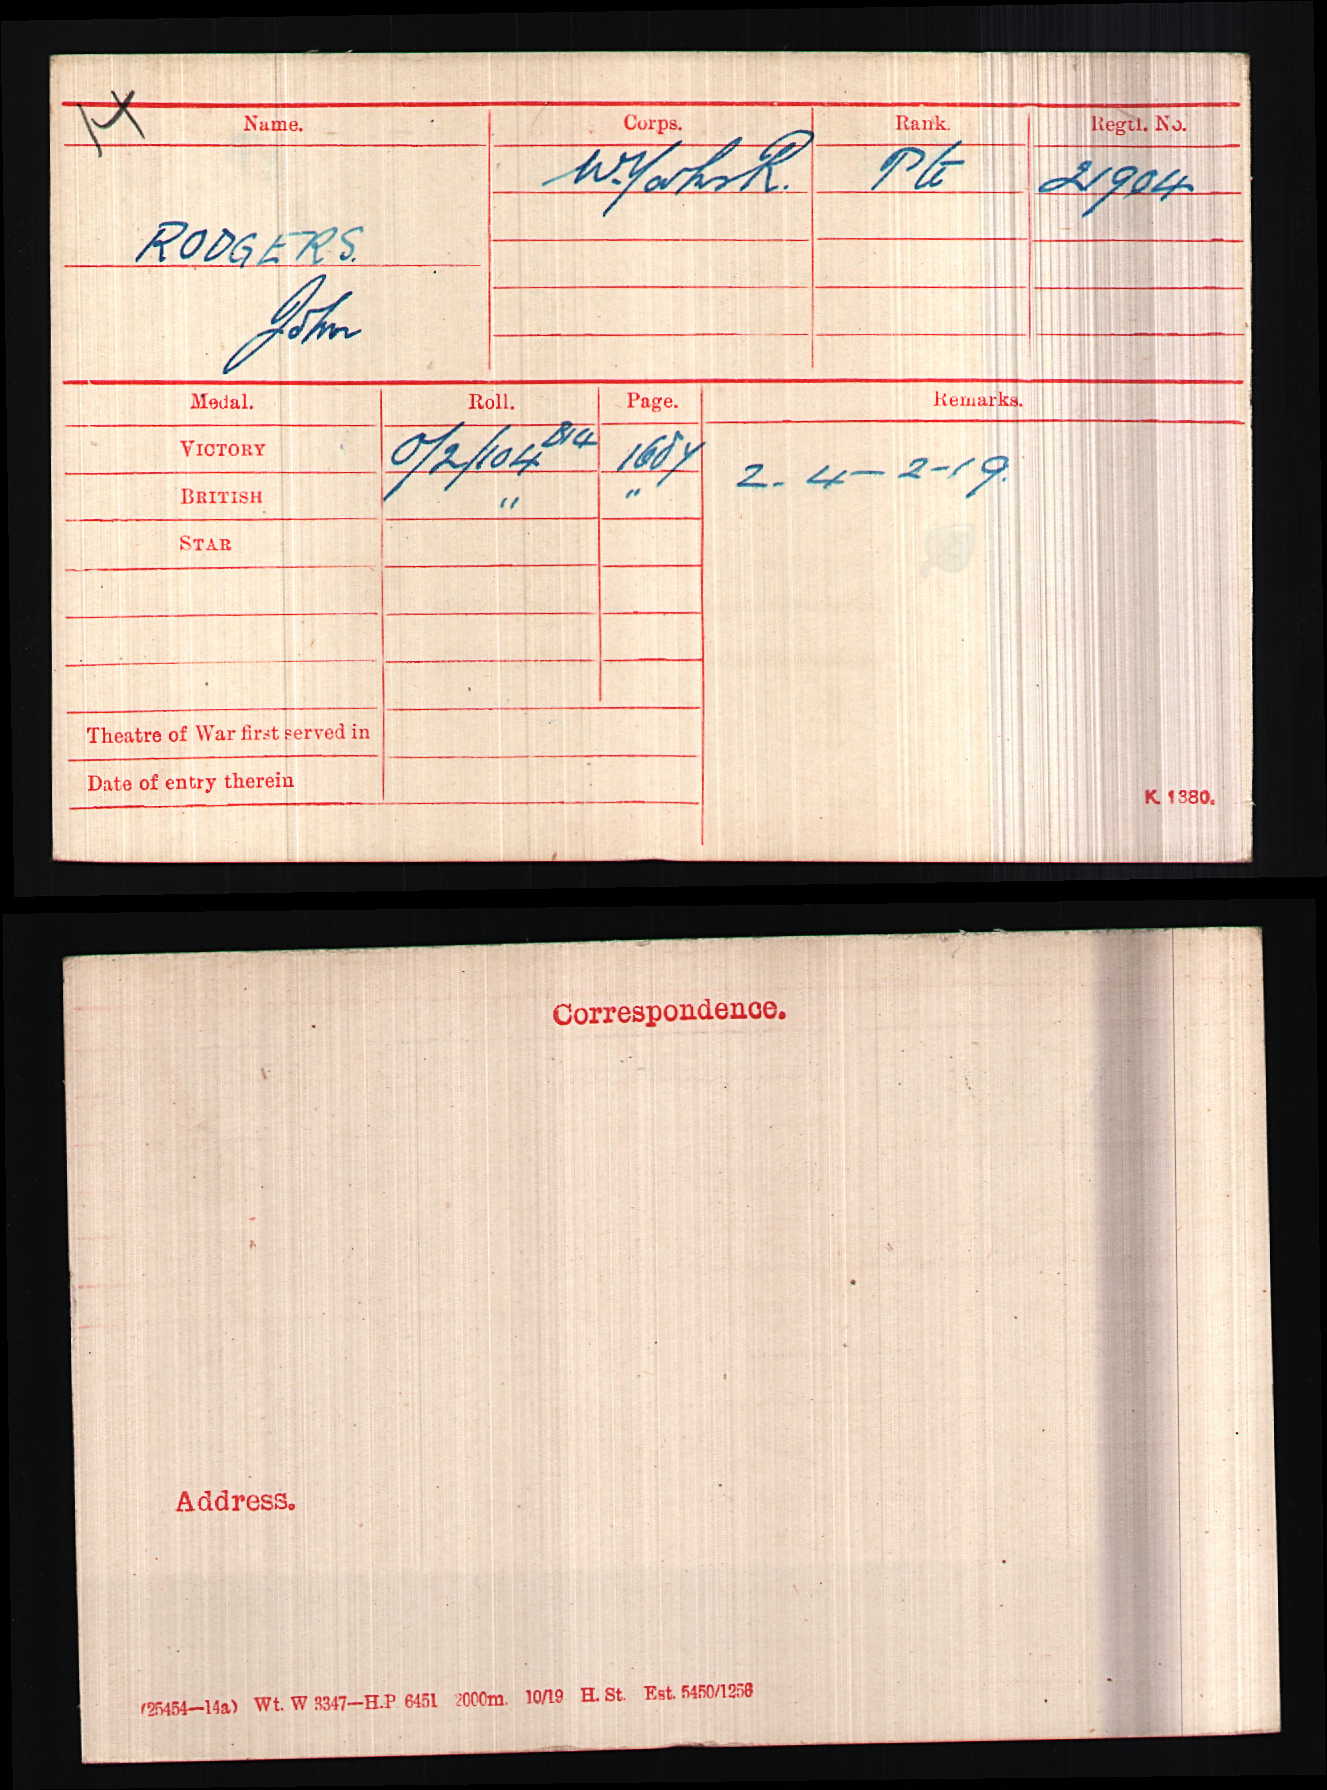 Name. Corps. Rank. Regtl. No.
W. Yorks R. Pte 21904
RODGERS.
John
Medal. Roll. Page. Remarks.
VICTORY O/2/104 B14
BRITISH " " 2. 4-2-19.
STAR
Theatre of War first served in
Date of entry therein
K. 1380.
Correspondence.
Address.
(25454—14a) Wt. W 3347—H.P 6451 2000m. 10/19 H. St. Est. 5450/1256